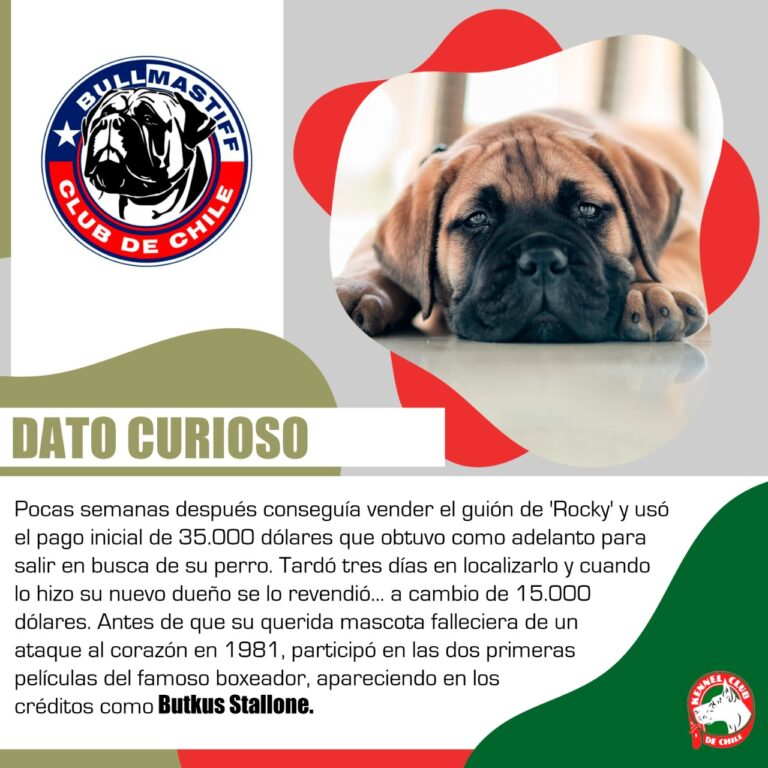 BULLMASTIFF
CLUB DE CHILE
DATO CURIOSO
Pocas semanas después conseguía vender el guión de 'Rocky' y usó
el pago inicial de 35.000 dólares que obtuvo como adelanto para
salir en busca de su perro. Tardó tres días en localizarlo y cuando
lo hizo su nuevo dueño se lo revendió... a cambio de 15.000
dólares. Antes de que su querida mascota falleciera de un
ataque al corazón en 1981, participó en las dos primeras
películas del famoso boxeador, apareciendo en los
créditos como Butkus Stallone.
KENNEL CLUB
DE CHILE